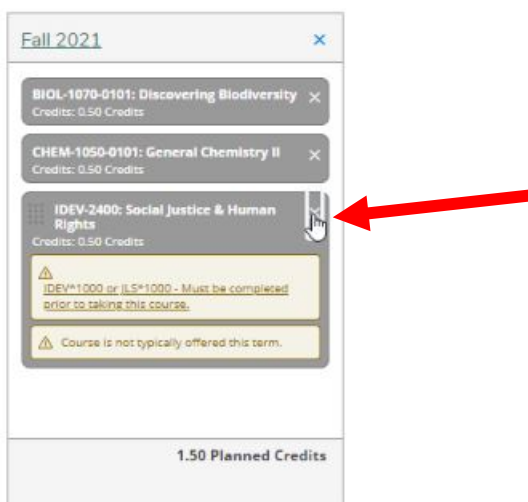 Fall 2021
BIOL-1070-0101: Discovering Biodiversity
Credits: 0.50 Credits
CHEM-1050-0101: General Chemistry II
Credits: 0.50 Credits
IDEV-2400: Social Justice & Human
Rights
Credits: 0.50 Credits
IDEV*1000 or JLS*1000 - Must be completed
prior to taking this course.
Course is not typically offered this term.
1.50 Planned Credits